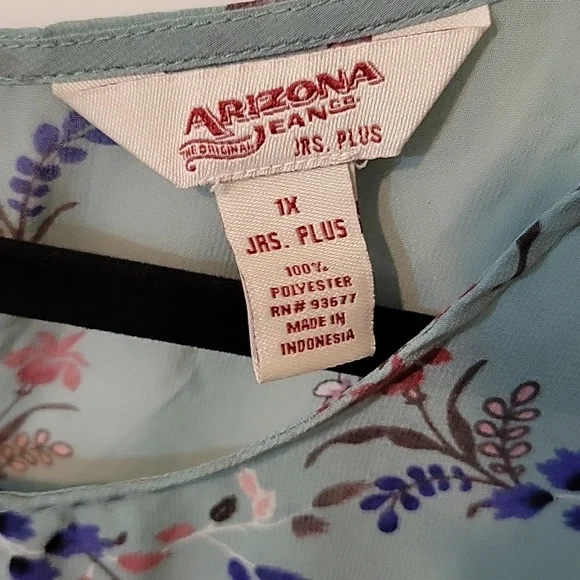 ARIZONA
THE ORIGINAL JEAN CO.
JRS. PLUS
1X
JRS. PLUS
100%
POLYESTER
RN# 93677
MADE IN
INDONESIA